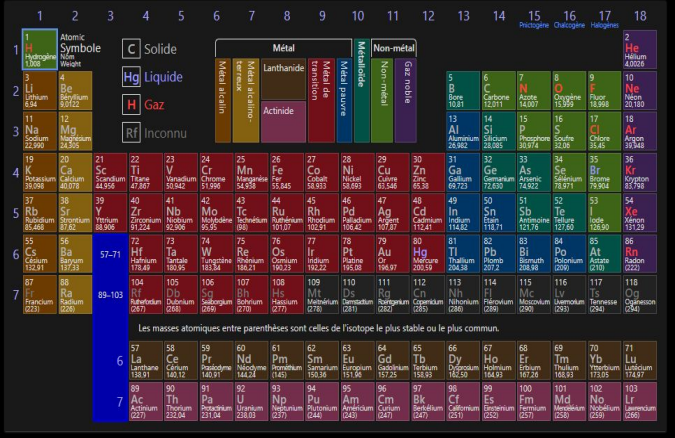 1 2 3 4 5 6 7 8 9 10 11 12 13 14 15 16 17 18
Pnictogène Chalcogène Halogènes
1
1
H
Hydrogène
1,008
Atomic
Symbole
Nom
Weight
C Solide
Hg Liquide
H Gaz
Rf Inconnu
Métal
Métalloïde
Non-métal
Métal alcalin
Métal alcalino-terreux
Lanthanide
Actinide
Métal de transition
Métal pauvre
Non-métal
Gaz noble
2
He
Hélium
4,0026
2
3 4 5 6 7 8 9 10
Li Be B C N O F Ne
Lithium Béryllium Bore Carbone Azote Oxygène Fluor Néon
6,94 9,0122 10,81 12,011 14,007 15,999 18,998 20,180
3
11 12 13 14 15 16 17 18
Na Mg Al Si P S Cl Ar
Sodium Magnésium Aluminium Silicium Phosphore Soufre Chlore Argon
22,990 24,305 26,982 28,085 30,974 32,06 35,45 39,948
4
19 20 21 22 23 24 25 26 27 28 29 30 31 32 33 34 35 36
K Ca Sc Ti V Cr Mn Fe Co Ni Cu Zn Ga Ge As Se Br Kr
Potassium Calcium Scandium Titane Vanadium Chrome Manganèse Fer Cobalt Nickel Cuivre Zinc Gallium Germanium Arsenic Sélénium Brome Krypton
39,098 40,078 44,956 47,867 50,942 51,996 54,938 55,845 58,933 58,693 63,546 65,38 69,723 72,630 74,922 78,971 79,904 83,798
5
37 38 39 40 41 42 43 44 45 46 47 48 49 50 51 52 53 54
Rb Sr Y Zr Nb Mo Tc Ru Rh Pd Ag Cd In Sn Sb Te I Xe
Rubidium Strontium Yttrium Zirconium Niobium Molybdène Technétium Ruthénium Rhodium Palladium Argent Cadmium Indium Étain Antimoine Tellure Iode Xénon
85,468 87,62 88,906 91,224 92,906 95,95 (98) 101,07 102,91 106,42 107,87 112,41 114,82 118,71 121,76 127,60 126,90 131,29
6
55 56 57–71 72 73 74 75 76 77 78 79 80 81 82 83 84 85 86
Cs Ba Hf Ta W Re Os Ir Pt Au Hg Tl Pb Bi Po At Rn
Césium Baryum Hafnium Tantale Tungstène Rhénium Osmium Iridium Platine Or Mercure Thallium Plomb Bismuth Polonium Astate Radon
132,91 137,33 178,49 180,95 183,84 186,21 190,23 192,22 195,08 196,97 200,59 204,38 207,2 208,98 (209) (210) (222)
7
87 88 89–103 104 105 106 107 108 109 110 111 112 113 114 115 116 117 118
Fr Ra Rf Db Sg Bh Hs Mt Ds Rg Cn Nh Fl Mc Lv Ts Og
Francium Radium Rutherfordium Dubnium Seaborgium Bohrium Hassium Meitnérium Darmstadtium Roentgenium Copernicium Nihonium Flérovium Moscovium Livermorium Tennesse Oganesson
(223) (226) (267) (268) (269) (270) (277) (278) (281) (282) (285) (286) (289) (290) (293) (294) (294)
Les masses atomiques entre parenthèses sont celles de l'isotope le plus stable ou le plus commun.
6
57 58 59 60 61 62 63 64 65 66 67 68 69 70 71
La Ce Pr Nd Pm Sm Eu Gd Tb Dy Ho Er Tm Yb Lu
Lanthane Cérium Praséodyme Néodyme Prométhium Samarium Europium Gadolinium Terbium Dysprosium Holmium Erbium Thulium Ytterbium Lutécium
138,91 140,12 140,91 144,24 (145) 150,36 151,96 157,25 158,93 162,50 164,93 167,26 168,93 173,05 174,97
7
89 90 91 92 93 94 95 96 97 98 99 100 101 102 103
Ac Th Pa U Np Pu Am Cm Bk Cf Es Fm Md No Lr
Actinium Thorium Protactinium Uranium Neptunium Plutonium Américium Curium Berkélium Californium Einsteinium Fermium Mendélévium Nobélium Lawrencium
(227) 232,04 231,04 238,03 (237) (244) (243) (247) (247) (251) (252) (257) (258) (259) (266)